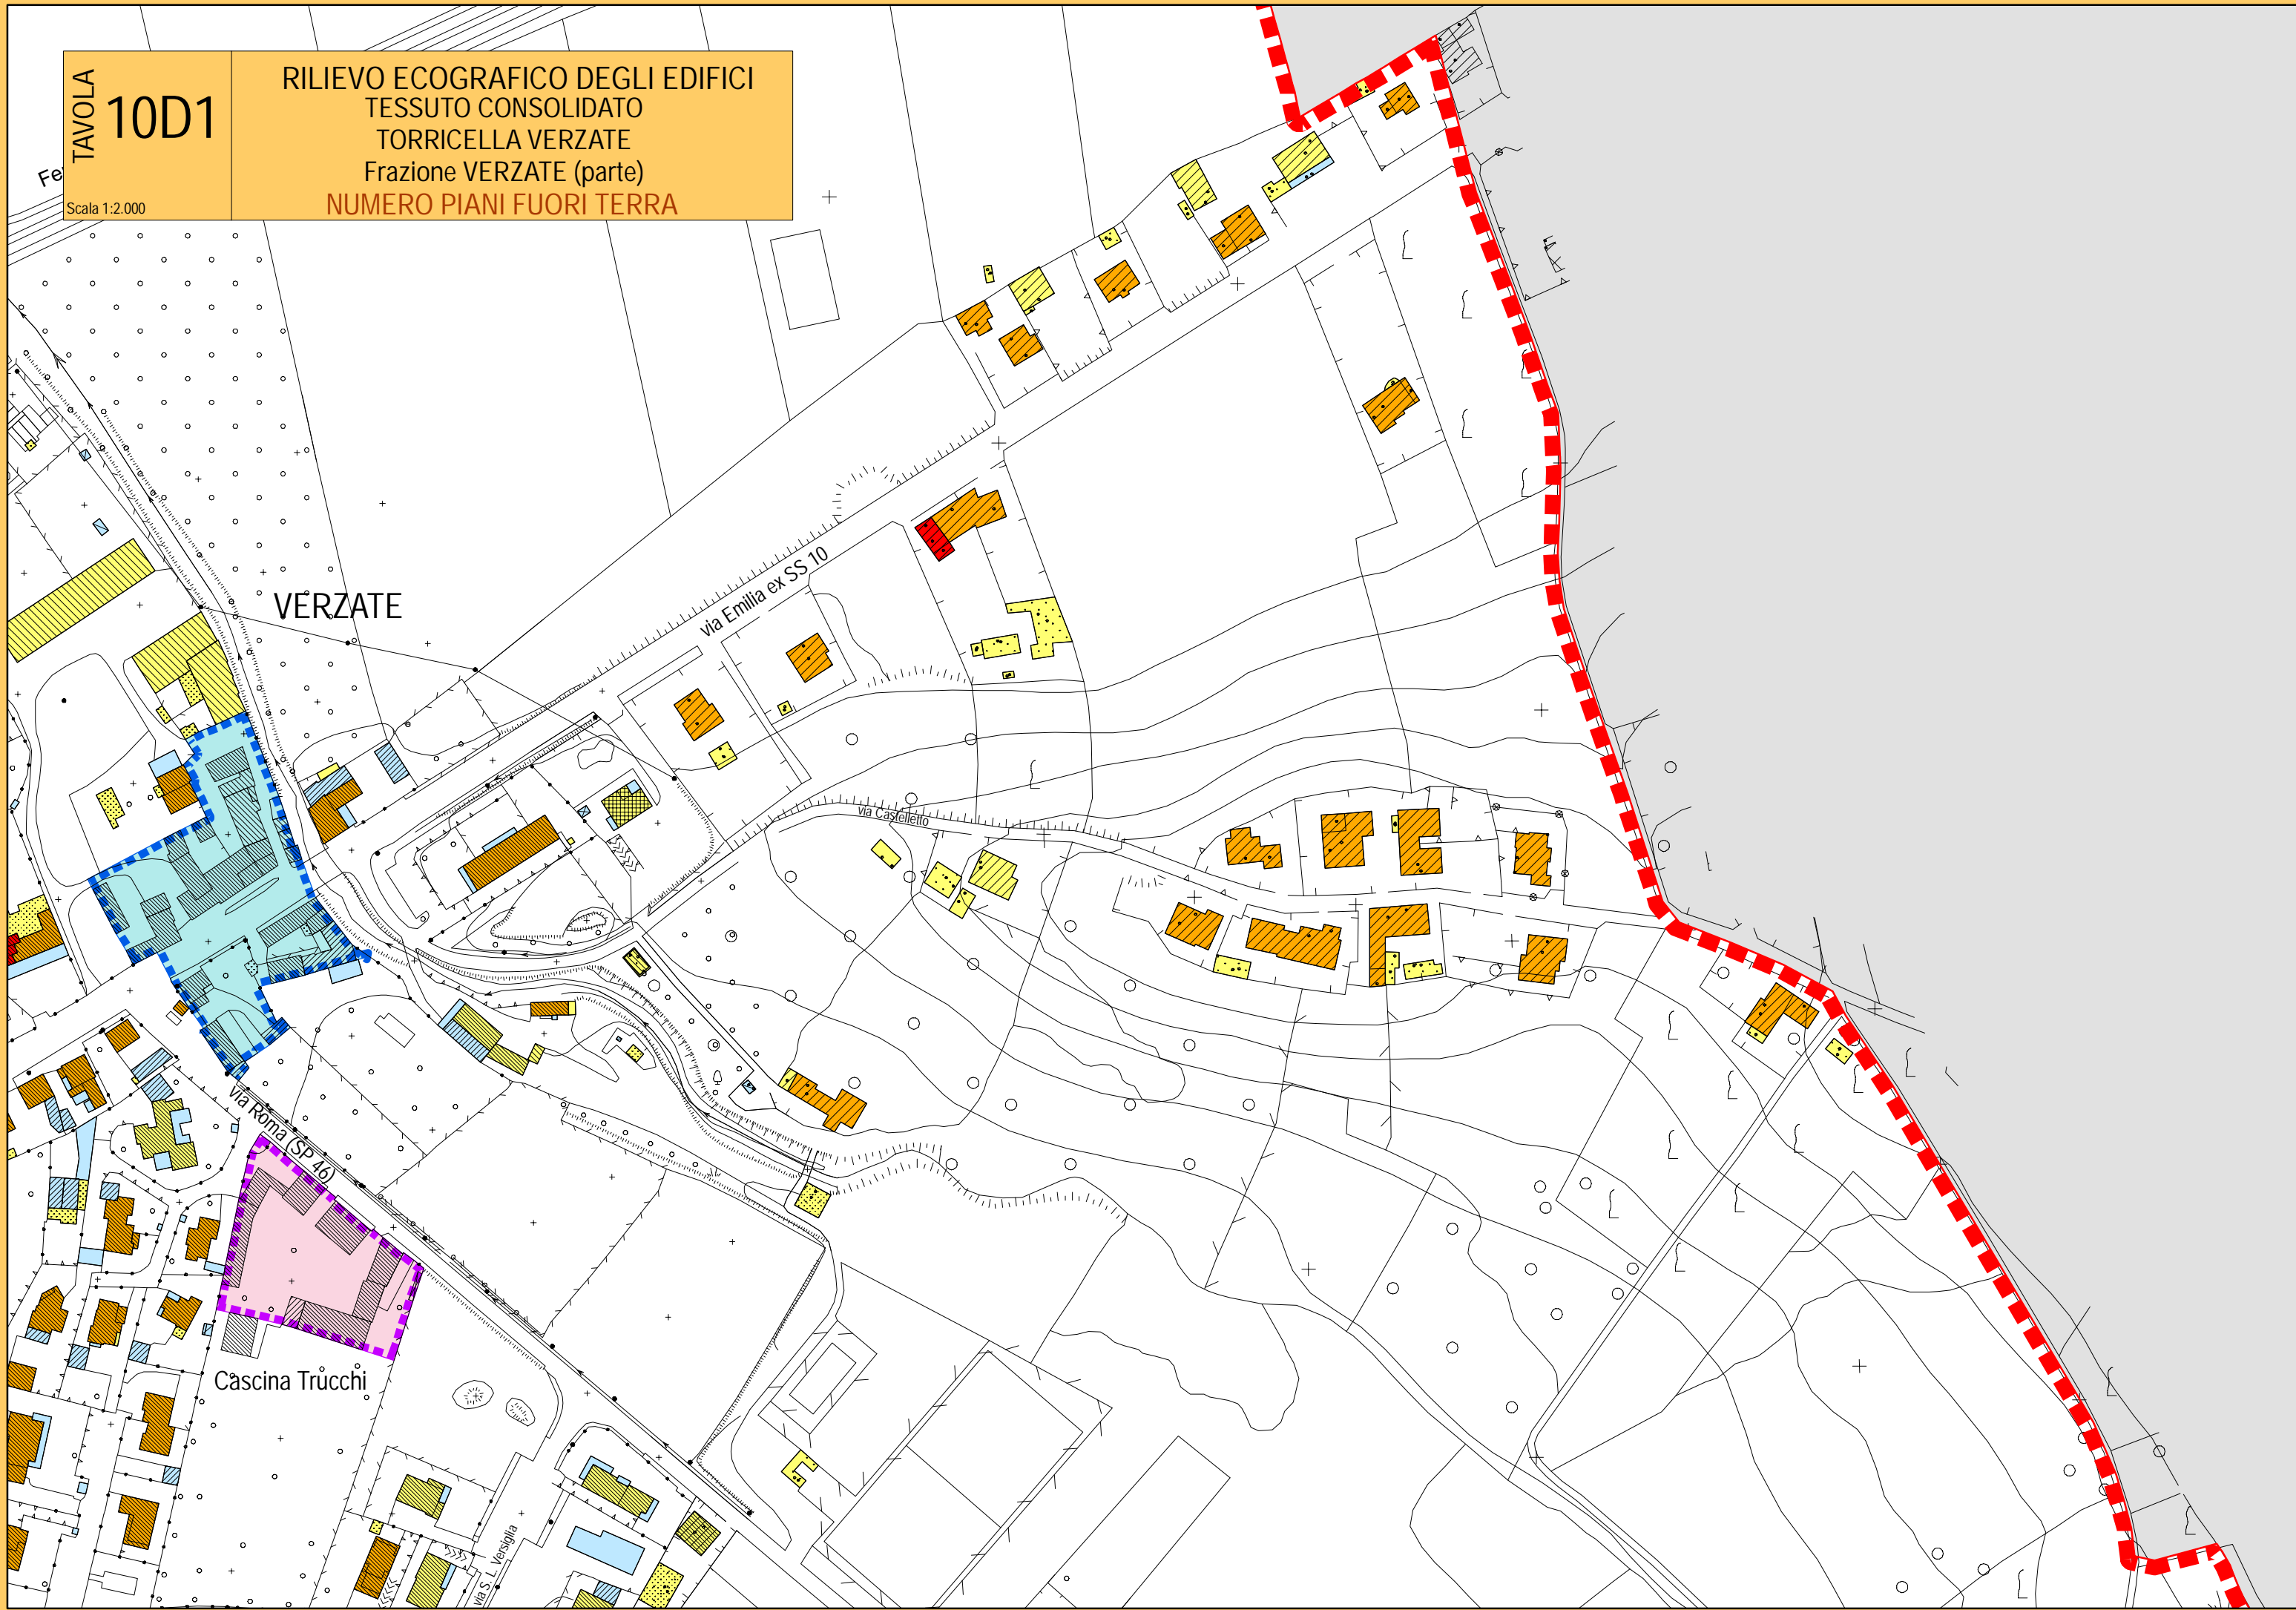 TAVOLA
10D1
Scala 1:2.000
RILIEVO ECOGRAFICO DEGLI EDIFICI
TESSUTO CONSOLIDATO
TORRICELLA VERZATE
Frazione VERZATE (parte)
NUMERO PIANI FUORI TERRA
Fe
VERZATE
via Emilia ex SS 10
via Castelletto
via Roma (SP 46)
Cascina Trucchi
via S. L. Versiglia